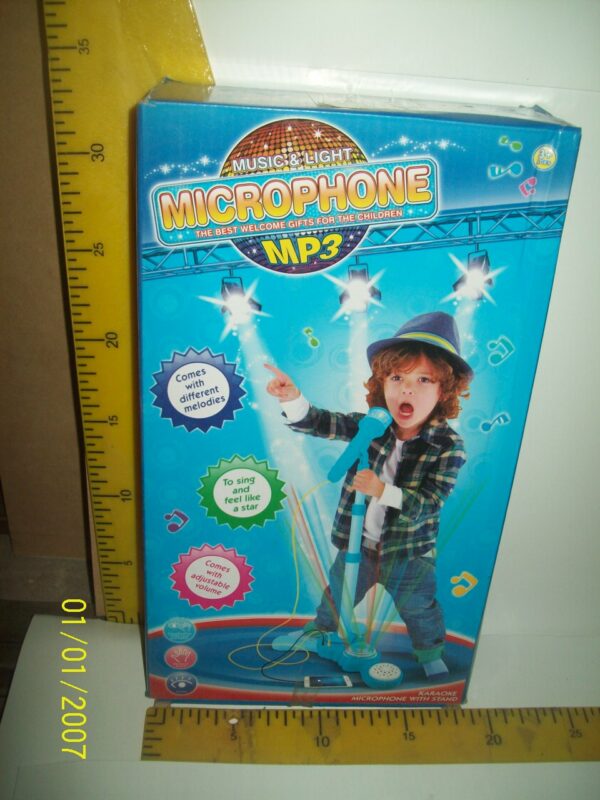 MUSIC & LIGHT
MICROPHONE
THE BEST WELCOME GIFTS FOR THE CHILDREN
MP3
Comes
with
different
melodies
To sing
and
feel like
a star
Comes
with
adjustable
volume
KARAOKE
MICROPHONE WITH STAND
35
30
25
20
15
10
5
10
15
20
25
01/01/2007